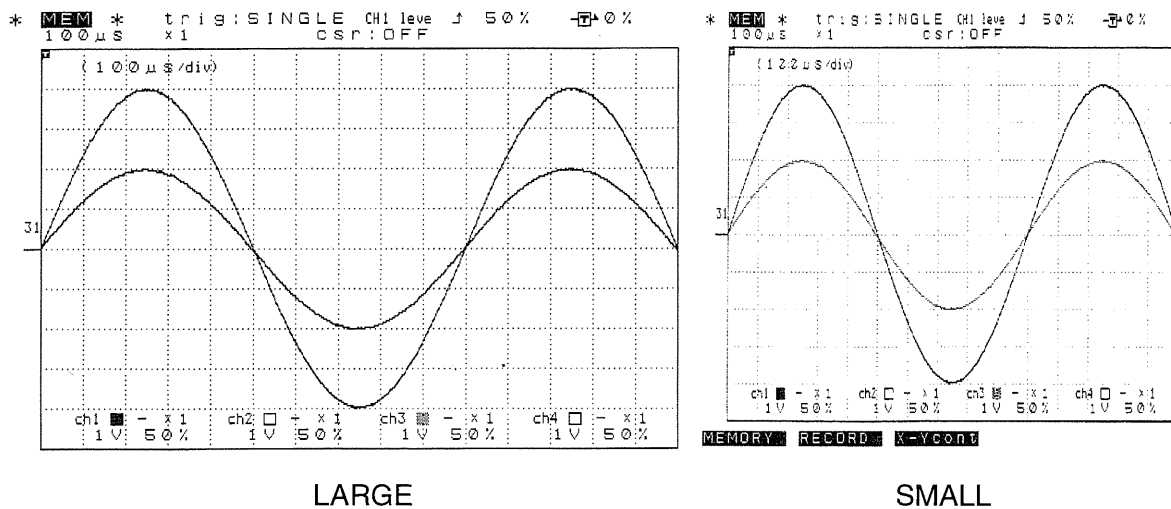 * MEM * trig:SINGLE CH1 leve ↥ 50% -T-0%
100μs ×1 csr:OFF
(100μs/div)
31
ch1 - ×1 ch2 - ×1 ch3 - ×1 ch4 - ×1
1V 50% 1V 50% 1V 50% 1V 50%
LARGE
* MEM * trig:SINGLE CH1 leve ↥ 50% -T-0%
100μs ×1 csr:OFF
(100μs/div)
31
ch1 - ×1 ch2 - ×1 ch3 - ×1 ch4 - ×1
1V 50% 1V 50% 1V 50% 1V 50%
MEMORY RECORD X-Ycont
SMALL